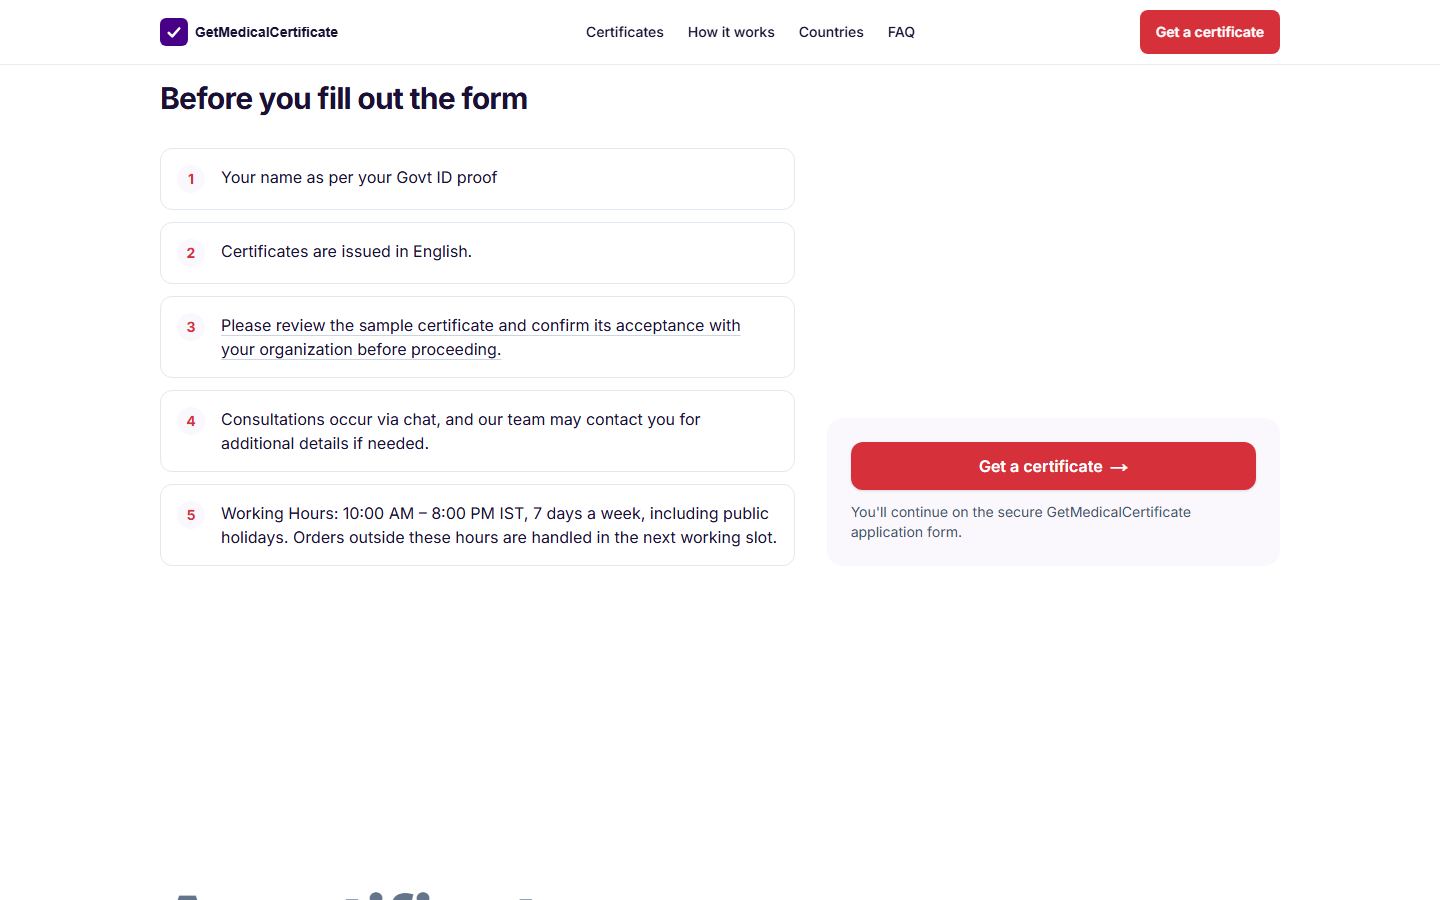 GetMedicalCertificate
Certificates
How it works
Countries
FAQ
Get a certificate
Before you fill out the form
1
Your name as per your Govt ID proof
2
Certificates are issued in English.
3
Please review the sample certificate and confirm its acceptance with
your organization before proceeding.
4
Consultations occur via chat, and our team may contact you for
additional details if needed.
5
Working Hours: 10:00 AM – 8:00 PM IST, 7 days a week, including public
holidays. Orders outside these hours are handled in the next working slot.
Get a certificate →
You'll continue on the secure GetMedicalCertificate
application form.